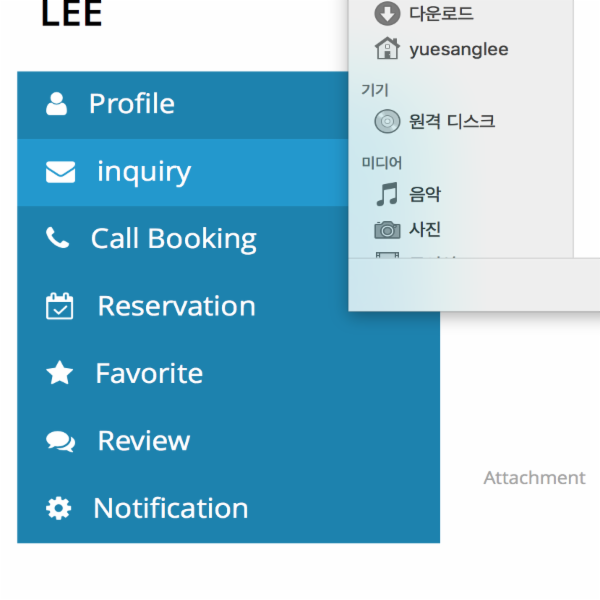 LEE
Profile
inquiry
Call Booking
Reservation
Favorite
Review
Notification
다운로드
yuesanglee
기기
원격 디스크
미디어
음악
사진
Attachment